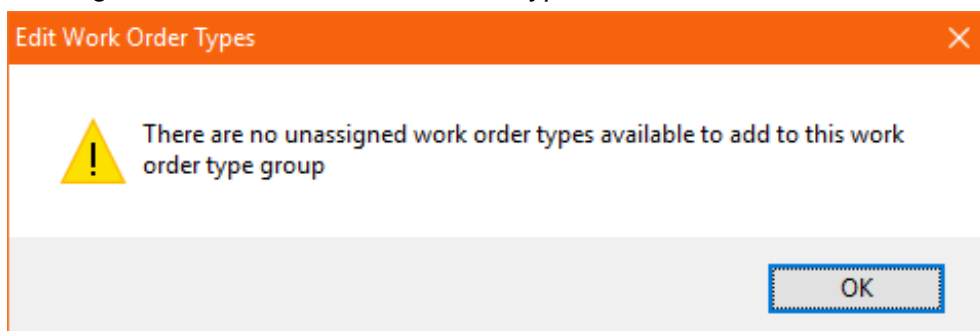 Edit Work Order Types
There are no unassigned work order types available to add to this work
order type group
OK